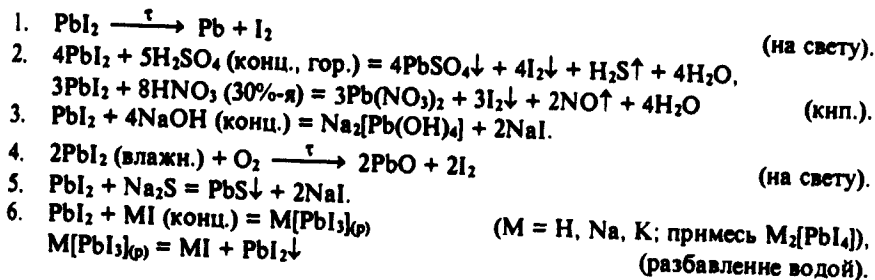 1. PbI₂ —τ→ Pb + I₂ (на свету).
2. 4PbI₂ + 5H₂SO₄ (конц., гор.) = 4PbSO₄↓ + 4I₂↓ + H₂S↑ + 4H₂O,
3PbI₂ + 8HNO₃ (30%-я) = 3Pb(NO₃)₂ + 3I₂↓ + 2NO↑ + 4H₂O (кип.).
3. PbI₂ + 4NaOH (конц.) = Na₂[Pb(OH)₄] + 2NaI.
4. 2PbI₂ (влажн.) + O₂ —τ→ 2PbO + 2I₂ (на свету).
5. PbI₂ + Na₂S = PbS↓ + 2NaI.
6. PbI₂ + MI (конц.) = M[PbI₃](р) (M = H, Na, K; примесь M₂[PbI₄]),
M[PbI₃](р) = MI + PbI₂↓ (разбавление водой).